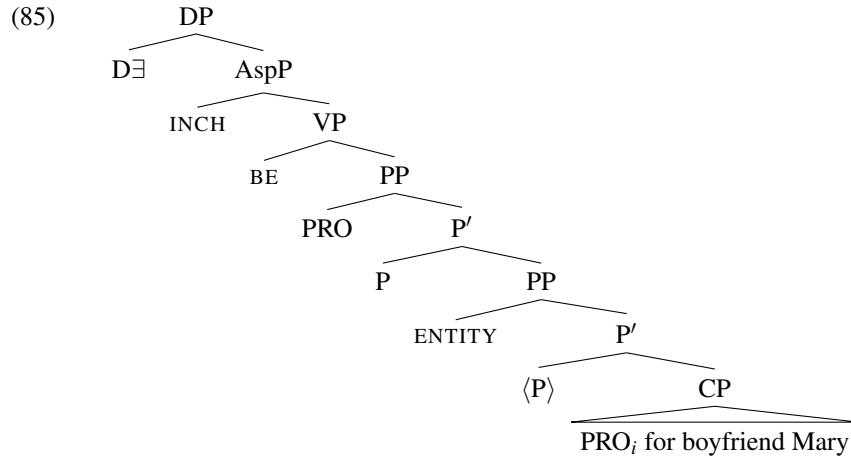 (85) DP
D∃ AspP
INCH VP
BE PP
PRO P′
P PP
ENTITY P′
⟨P⟩ CP
PROᵢ for boyfriend Mary